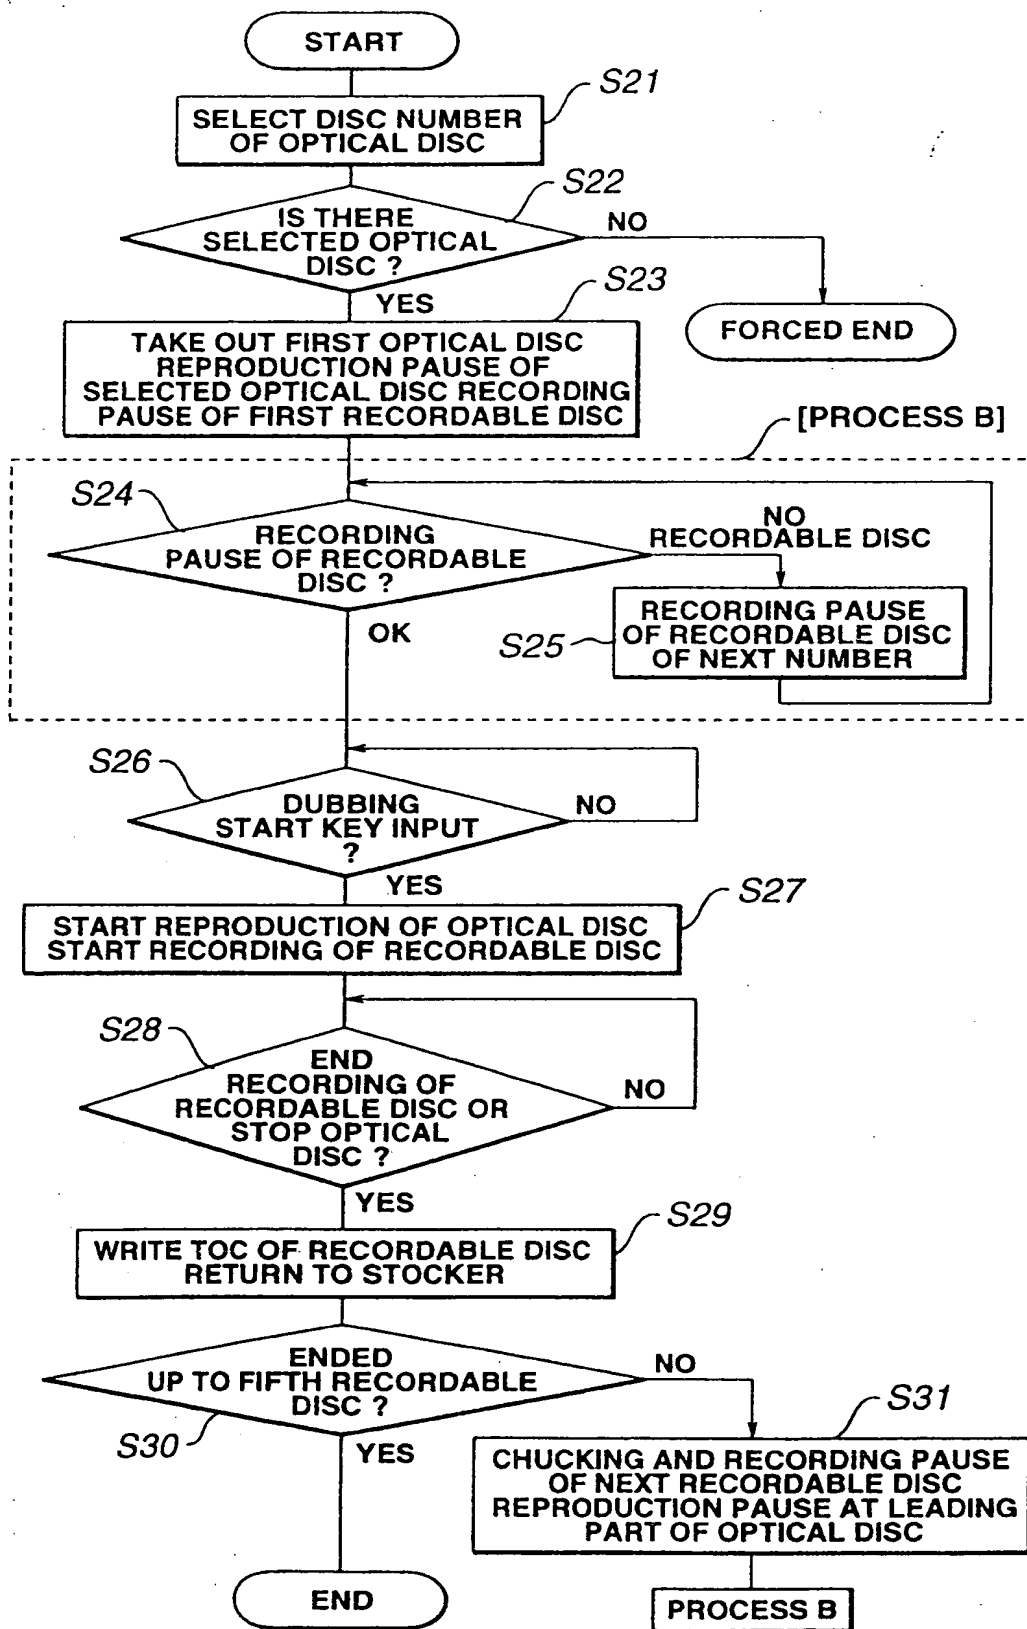 START
S21
SELECT DISC NUMBER
OF OPTICAL DISC
S22
IS THERE
SELECTED OPTICAL
DISC ?
NO
YES
S23
FORCED END
TAKE OUT FIRST OPTICAL DISC
REPRODUCTION PAUSE OF
SELECTED OPTICAL DISC RECORDING
PAUSE OF FIRST RECORDABLE DISC
[PROCESS B]
S24
RECORDING
PAUSE OF RECORDABLE
DISC ?
NO
RECORDABLE DISC
OK
S25
RECORDING PAUSE
OF RECORDABLE DISC
OF NEXT NUMBER
S26
DUBBING
START KEY INPUT
?
NO
YES
S27
START REPRODUCTION OF OPTICAL DISC
START RECORDING OF RECORDABLE DISC
S28
END
RECORDING OF
RECORDABLE DISC OR
STOP OPTICAL
DISC ?
NO
YES
S29
WRITE TOC OF RECORDABLE DISC
RETURN TO STOCKER
ENDED
UP TO FIFTH RECORDABLE
DISC ?
NO
S30
YES
S31
CHUCKING AND RECORDING PAUSE
OF NEXT RECORDABLE DISC
REPRODUCTION PAUSE AT LEADING
PART OF OPTICAL DISC
END
PROCESS B